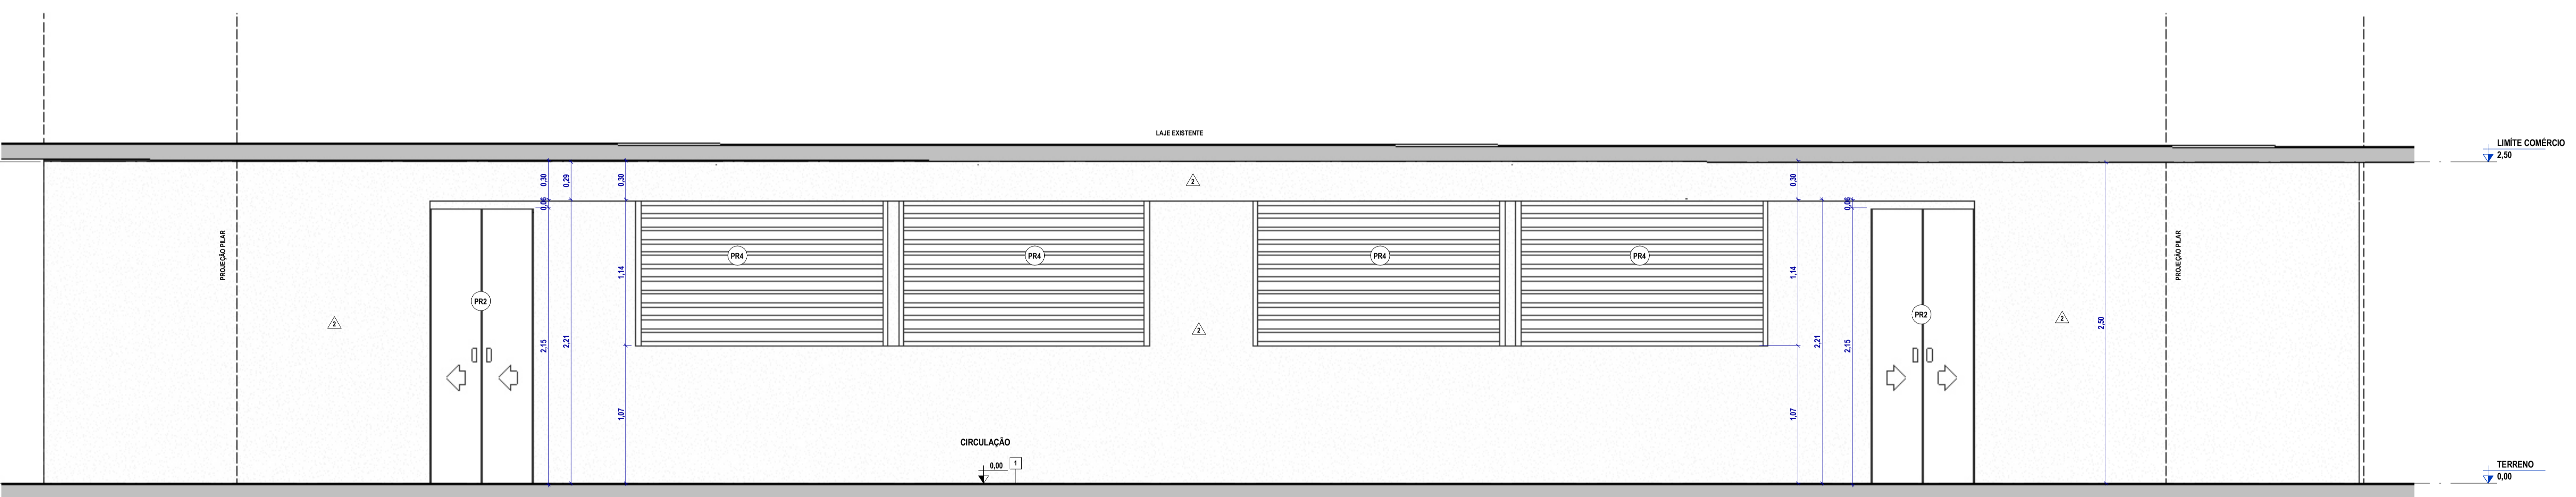 LAJE EXISTENTE
LIMÍTE COMÉRCIO
2,50
0,30
0,29
0,30
2
0,30
0,06
0,06
PROJEÇÃO PILAR
PROJEÇÃO PILAR
PR4
PR4
PR4
PR4
1,14
1,14
PR2
PR2
2
2
2
2,15
2,21
2,21
2,15
2,50
1,07
1,07
CIRCULAÇÃO
0,00
1
TERRENO
0,00